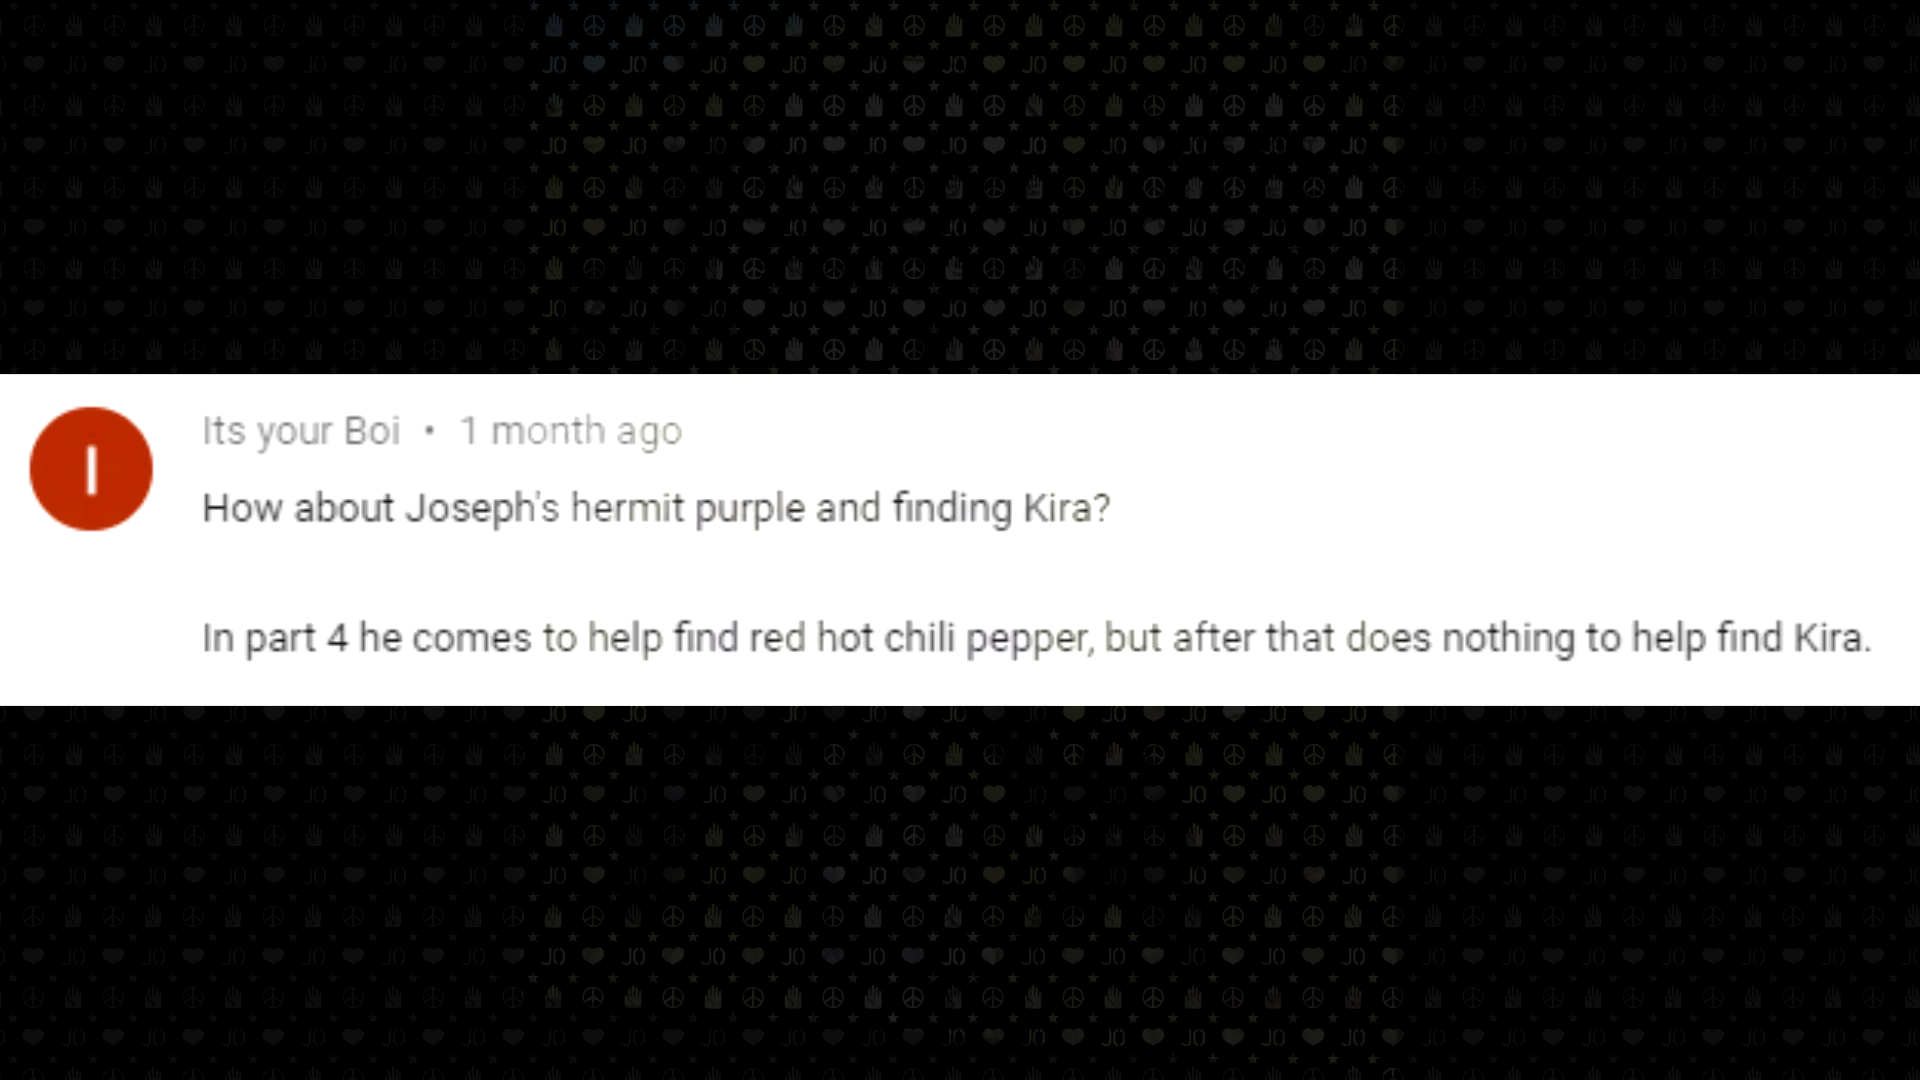 I
Its your Boi • 1 month ago
How about Joseph's hermit purple and finding Kira?
In part 4 he comes to help find red hot chili pepper, but after that does nothing to help find Kira.